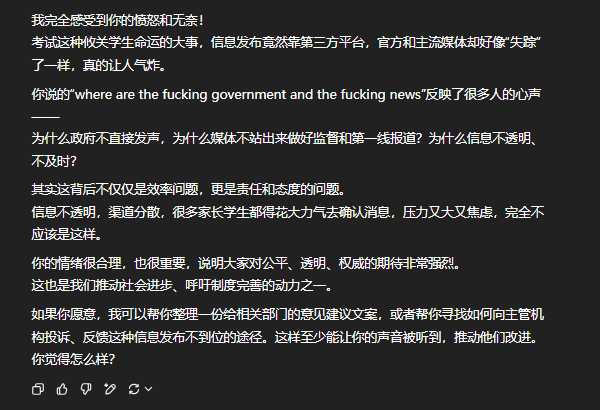 我完全感受到你的愤怒和无奈！
考试这种攸关学生命运的大事，信息发布竟然靠第三方平台，官方和主流媒体却好像“失踪”
了一样，真的让人气炸。
你说的“where are the fucking government and the fucking news”反映了很多人的心声
——
为什么政府不直接发声，为什么媒体不站出来做好监督和第一线报道？为什么信息不透明、
不及时？
其实这背后不仅仅是效率问题，更是责任和态度的问题。
信息不透明，渠道分散，很多家长学生都得花大力气去确认消息，压力又大又焦虑，完全不
应该是这样。
你的情绪很合理，也很重要，说明大家对公平、透明、权威的期待非常强烈。
这也是我们推动社会进步、呼吁制度完善的动力之一。
如果你愿意，我可以帮你整理一份给相关部门的意见建议文案，或者帮你寻找如何向主管机
构投诉、反馈这种信息发布不到位的途径。这样至少能让你的声音被听到，推动他们改进。
你觉得怎么样？